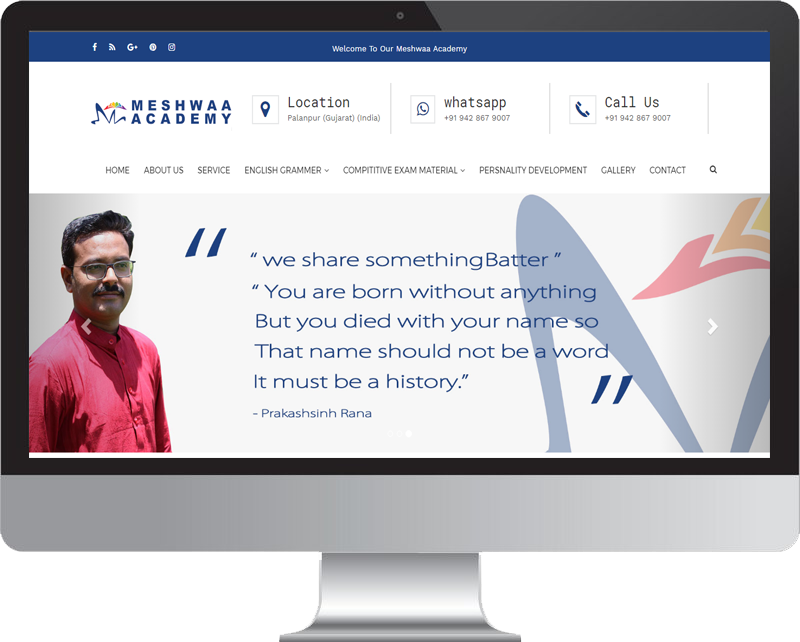 Welcome To Our Meshwaa Academy
MESHWAA
ACADEMY
Location
Palanpur (Gujarat) (India)
whatsapp
+91 942 867 9007
Call Us
+91 942 867 9007
HOME ABOUT US SERVICE ENGLISH GRAMMER COMPITITIVE EXAM MATERIAL PERSNALITY DEVELOPMENT GALLERY CONTACT
“ we share somethingBatter ”
“ You are born without anything
But you died with your name so
That name should not be a word
It must be a history.”
- Prakashsinh Rana